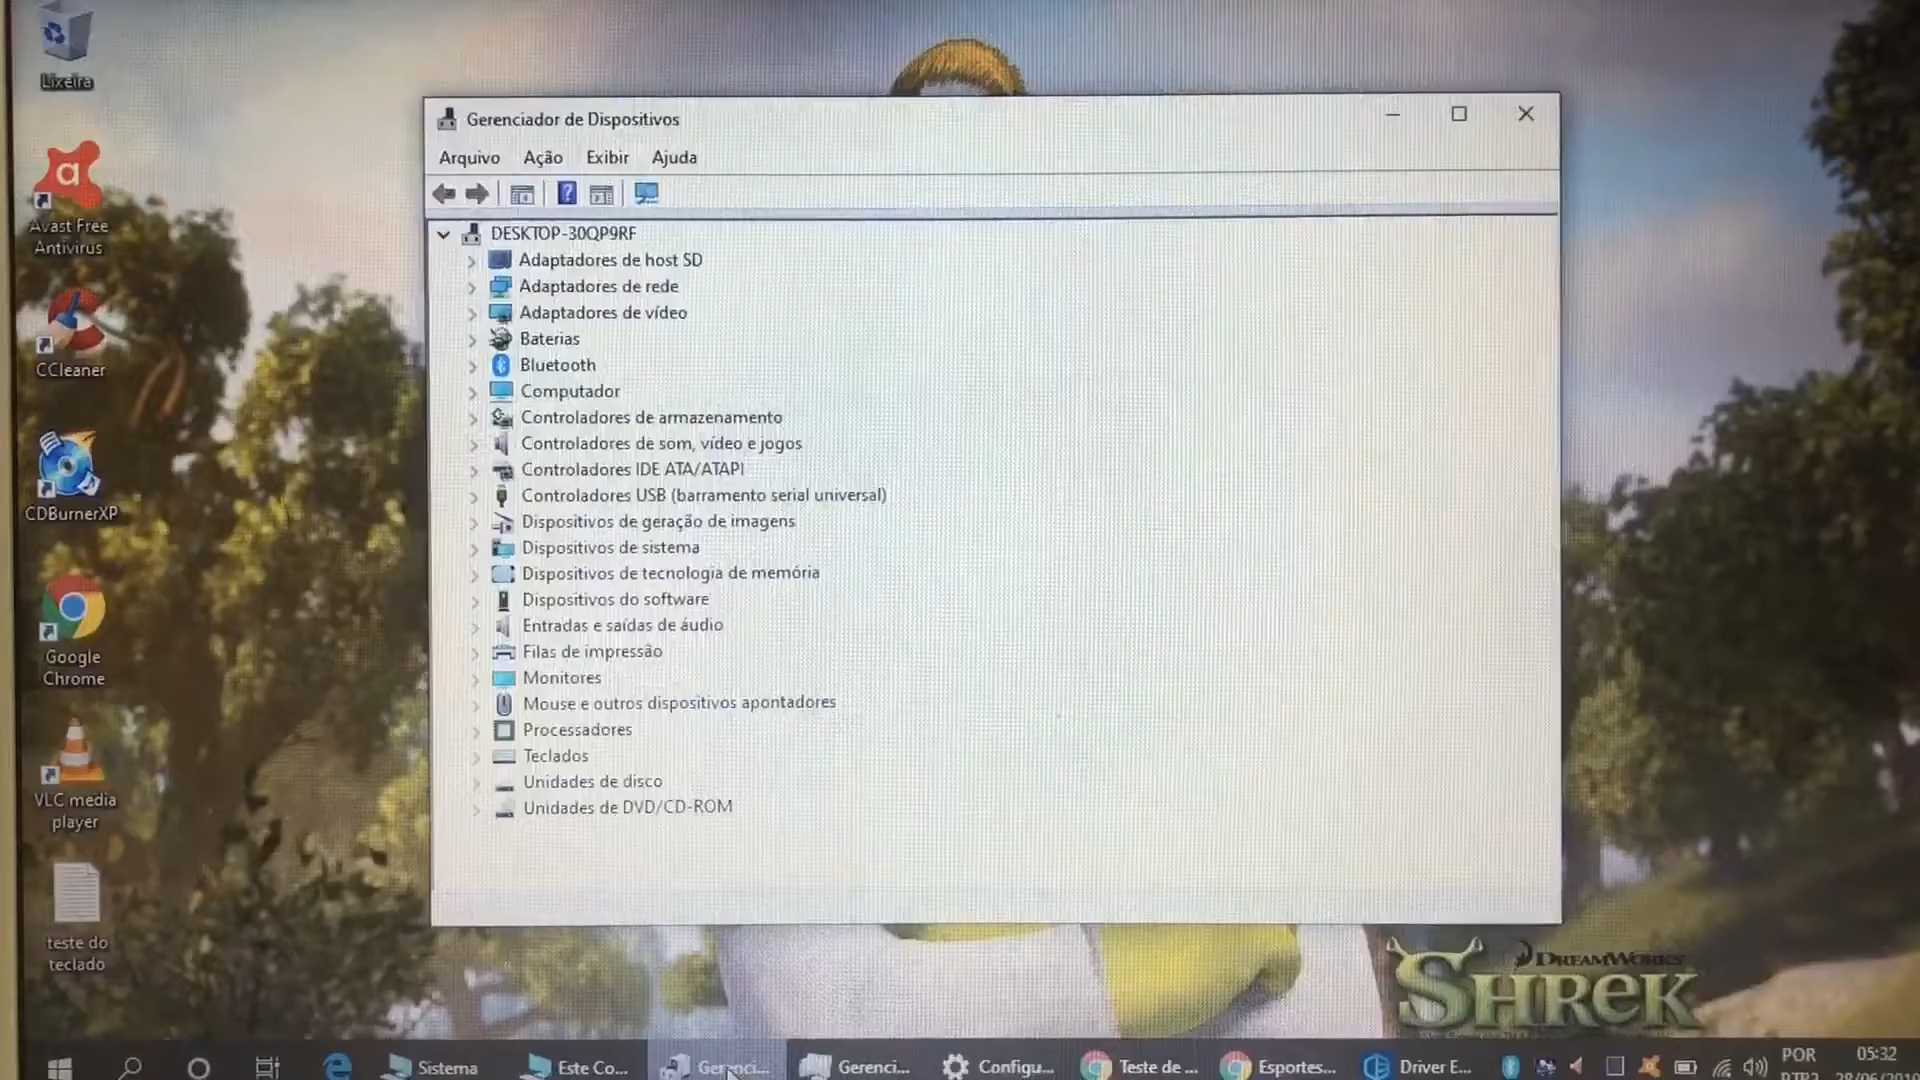 Lixeira
Avast Free
Antivirus
CCleaner
CDBurnerXP
Google
Chrome
VLC media
player
teste do
teclado
Gerenciador de Dispositivos
Arquivo Ação Exibir Ajuda
DESKTOP-30QP9RF
Adaptadores de host SD
Adaptadores de rede
Adaptadores de vídeo
Baterias
Bluetooth
Computador
Controladores de armazenamento
Controladores de som, vídeo e jogos
Controladores IDE ATA/ATAPI
Controladores USB (barramento serial universal)
Dispositivos de geração de imagens
Dispositivos de sistema
Dispositivos de tecnologia de memória
Dispositivos do software
Entradas e saídas de áudio
Filas de impressão
Monitores
Mouse e outros dispositivos apontadores
Processadores
Teclados
Unidades de disco
Unidades de DVD/CD-ROM
DREAMWORKS
SHREK
Sistema Este Co... Gerenci... Gerenci... Configu... Teste de ... Esportes... Driver E...
POR
PTB2
05:32